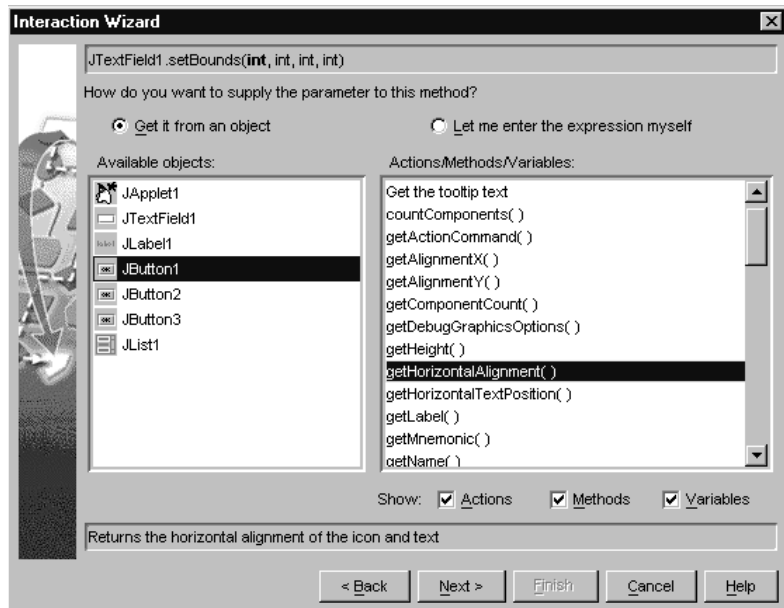 Interaction Wizard
JTextField1.setBounds(int, int, int, int)
How do you want to supply the parameter to this method?
Get it from an object
Let me enter the expression myself
Available objects:
JApplet1
JTextField1
JLabel1
JButton1
JButton2
JButton3
JList1
Actions/Methods/Variables:
Get the tooltip text
countComponents( )
getActionCommand( )
getAlignmentX( )
getAlignmentY( )
getComponentCount( )
getDebugGraphicsOptions( )
getHeight( )
getHorizontalAlignment( )
getHorizontalTextPosition( )
getLabel( )
getMnemonic( )
getName( )
Show: Actions Methods Variables
Returns the horizontal alignment of the icon and text
< Back Next > Finish Cancel Help